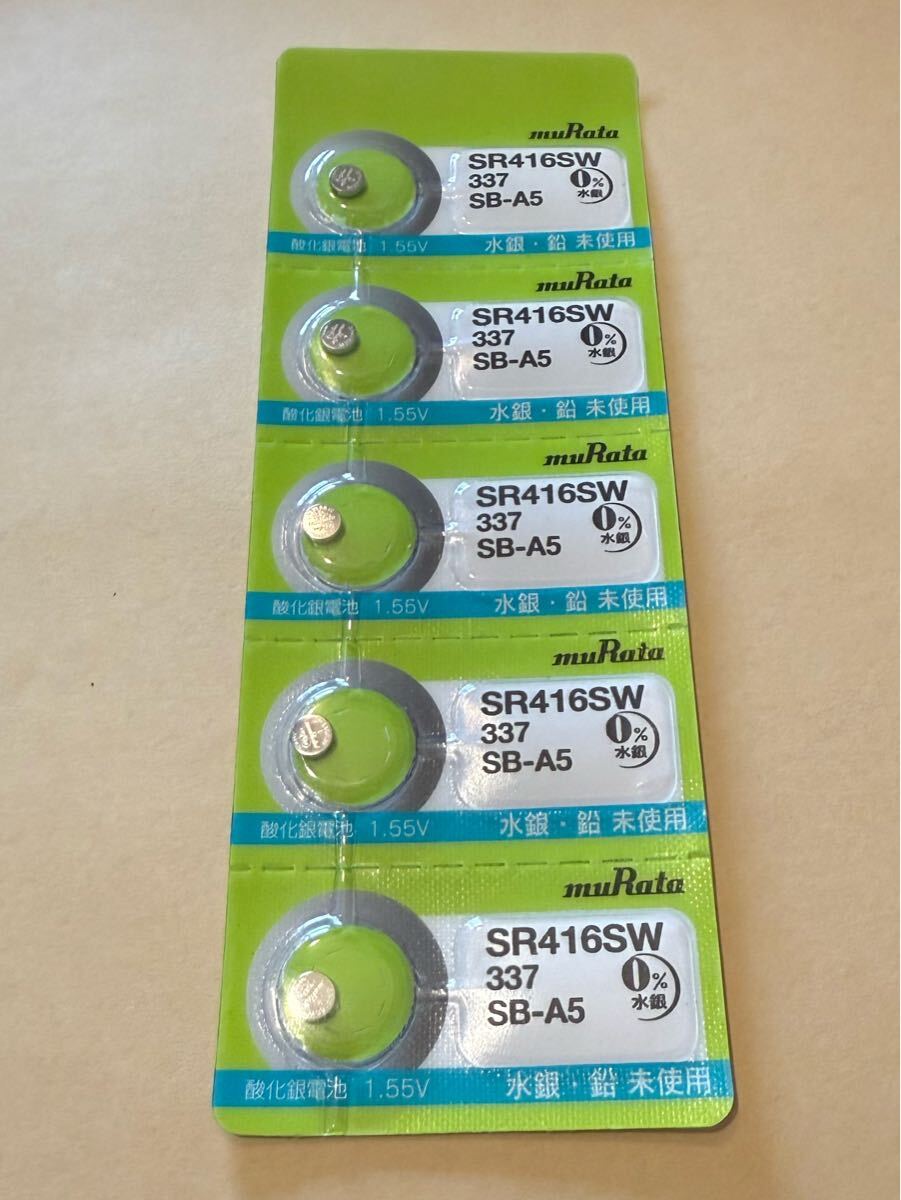 muRata
SR416SW
337
0%
水銀
SB-A5
酸化銀電池 1.55V
水銀・鉛 未使用
muRata
SR416SW
337
0%
水銀
SB-A5
酸化銀電池 1.55V
水銀・鉛 未使用
muRata
SR416SW
337
0%
水銀
SB-A5
酸化銀電池 1.55V
水銀・鉛 未使用
muRata
SR416SW
337
0%
水銀
SB-A5
酸化銀電池 1.55V
水銀・鉛 未使用
muRata
SR416SW
337
0%
水銀
SB-A5
酸化銀電池 1.55V
水銀・鉛 未使用